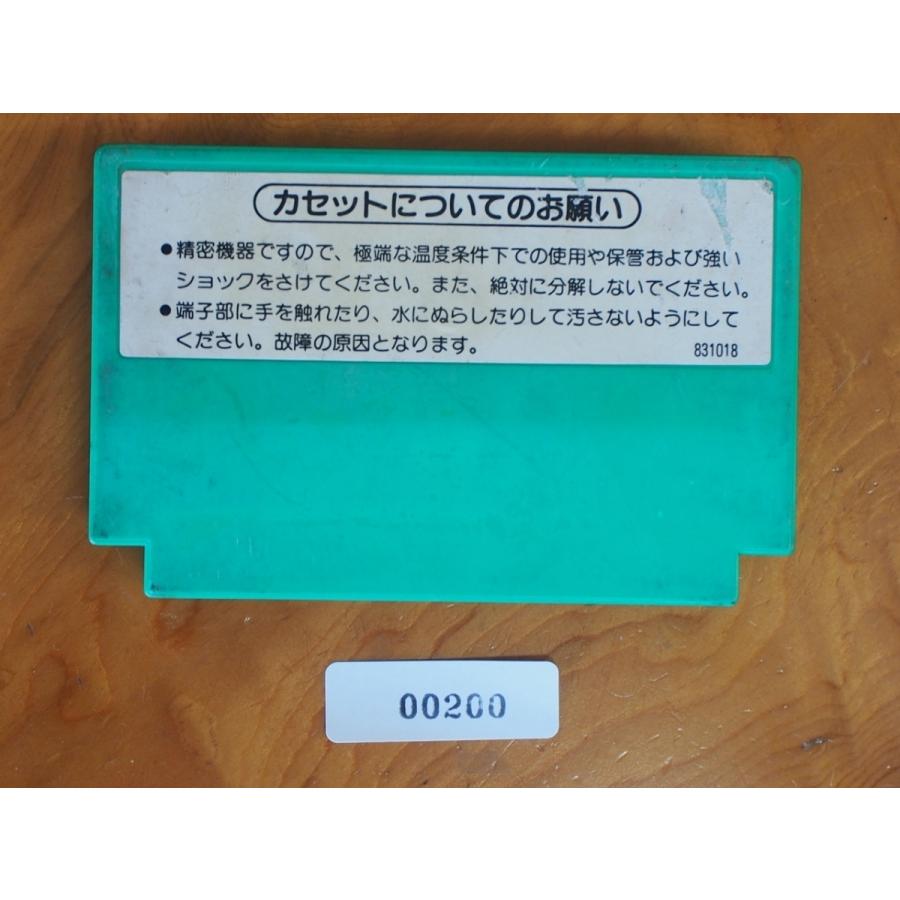 カセットについてのお願い
●精密機器ですので、極端な温度条件下での使用や保管および強い
ショックをさけてください。また、絶対に分解しないでください。
●端子部に手を触れたり、水にぬらしたりして汚さないようにして
ください。故障の原因となります。
831018
00200